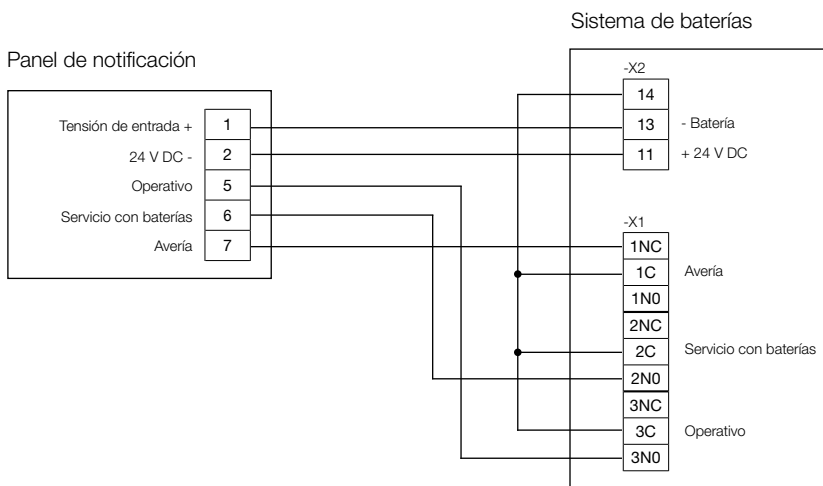 Sistema de baterías
Panel de notificación
Tensión de entrada + 1
24 V DC - 2
Operativo 5
Servicio con baterías 6
Avería 7
-X2
14
13 - Batería
11 + 24 V DC
-X1
1NC
1C Avería
1N0
2NC
2C Servicio con baterías
2N0
3NC
3C Operativo
3N0